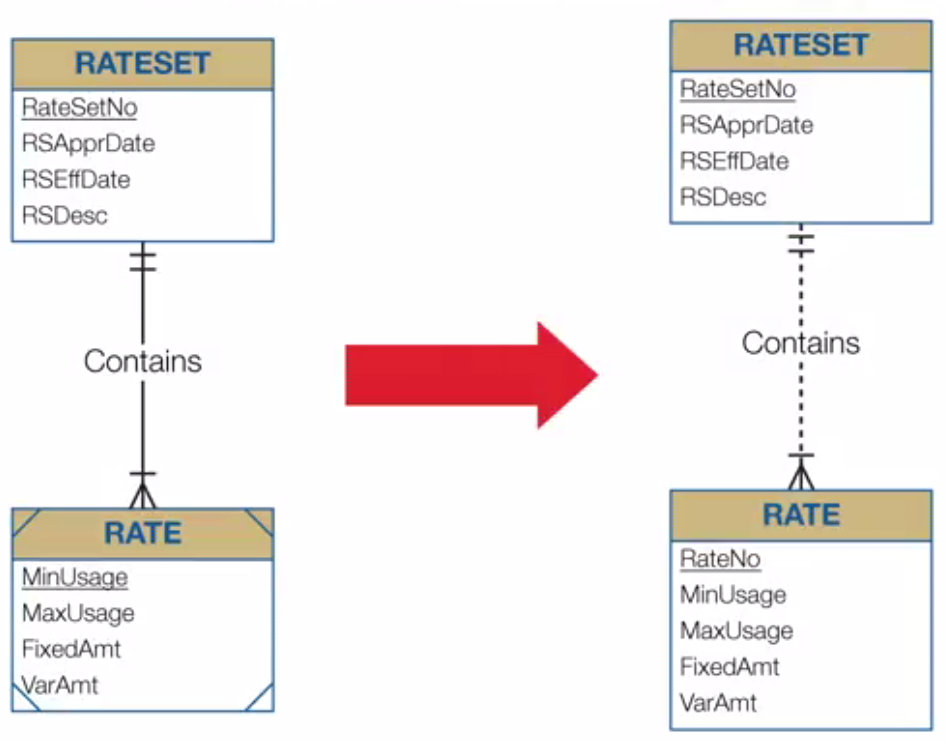 RATESET
RateSetNo
RSApprDate
RSEffDate
RSDesc
Contains
RATE
MinUsage
MaxUsage
FixedAmt
VarAmt
RATESET
RateSetNo
RSApprDate
RSEffDate
RSDesc
Contains
RATE
RateNo
MinUsage
MaxUsage
FixedAmt
VarAmt